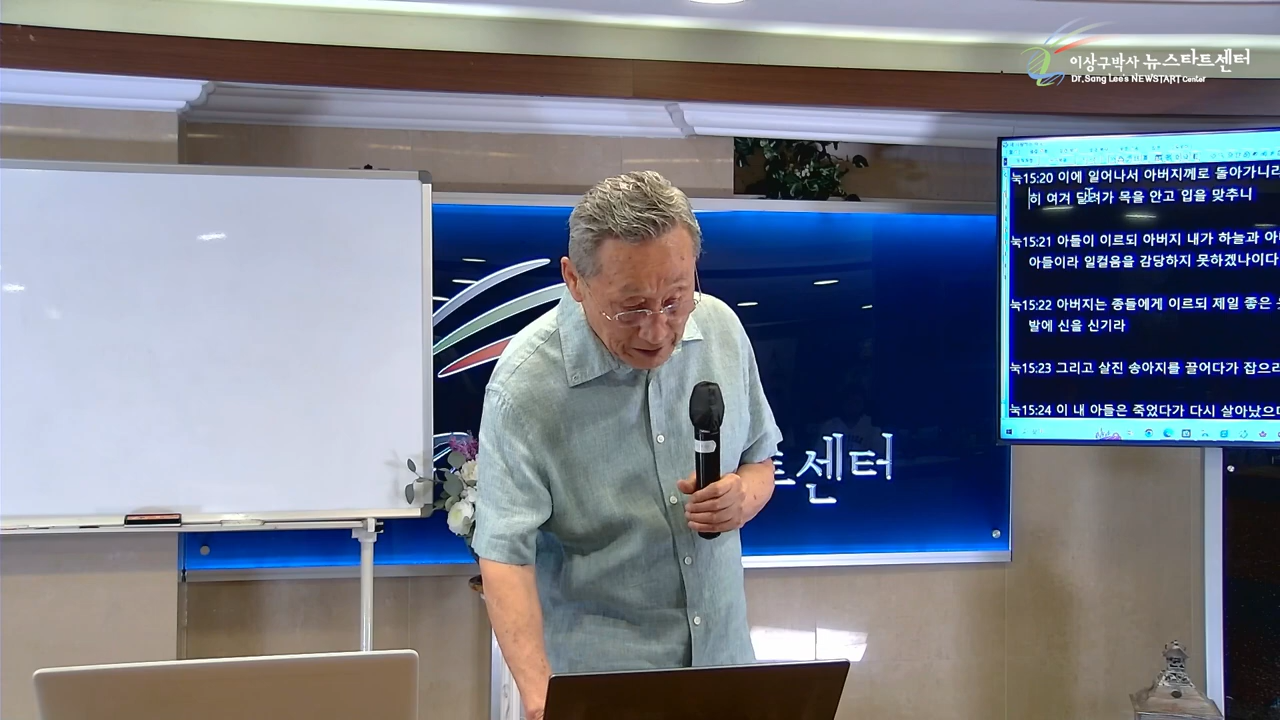 이상구박사 뉴스타트센터
Dr.Sang Lee's NEWSTART Center
눅15:20 이에 일어나서 아버지께로 돌아가니라
히 여겨 달려가 목을 안고 입을 맞추니
눅15:21 아들이 이르되 아버지 내가 하늘과
아들이라 일컬음을 감당하지 못하겠나이다
눅15:22 아버지는 종들에게 이르되 제일 좋은
발에 신을 신기라
눅15:23 그리고 살진 송아지를 끌어다가 잡으라
눅15:24 이 내 아들은 죽었다가 다시 살아났으며
트센터